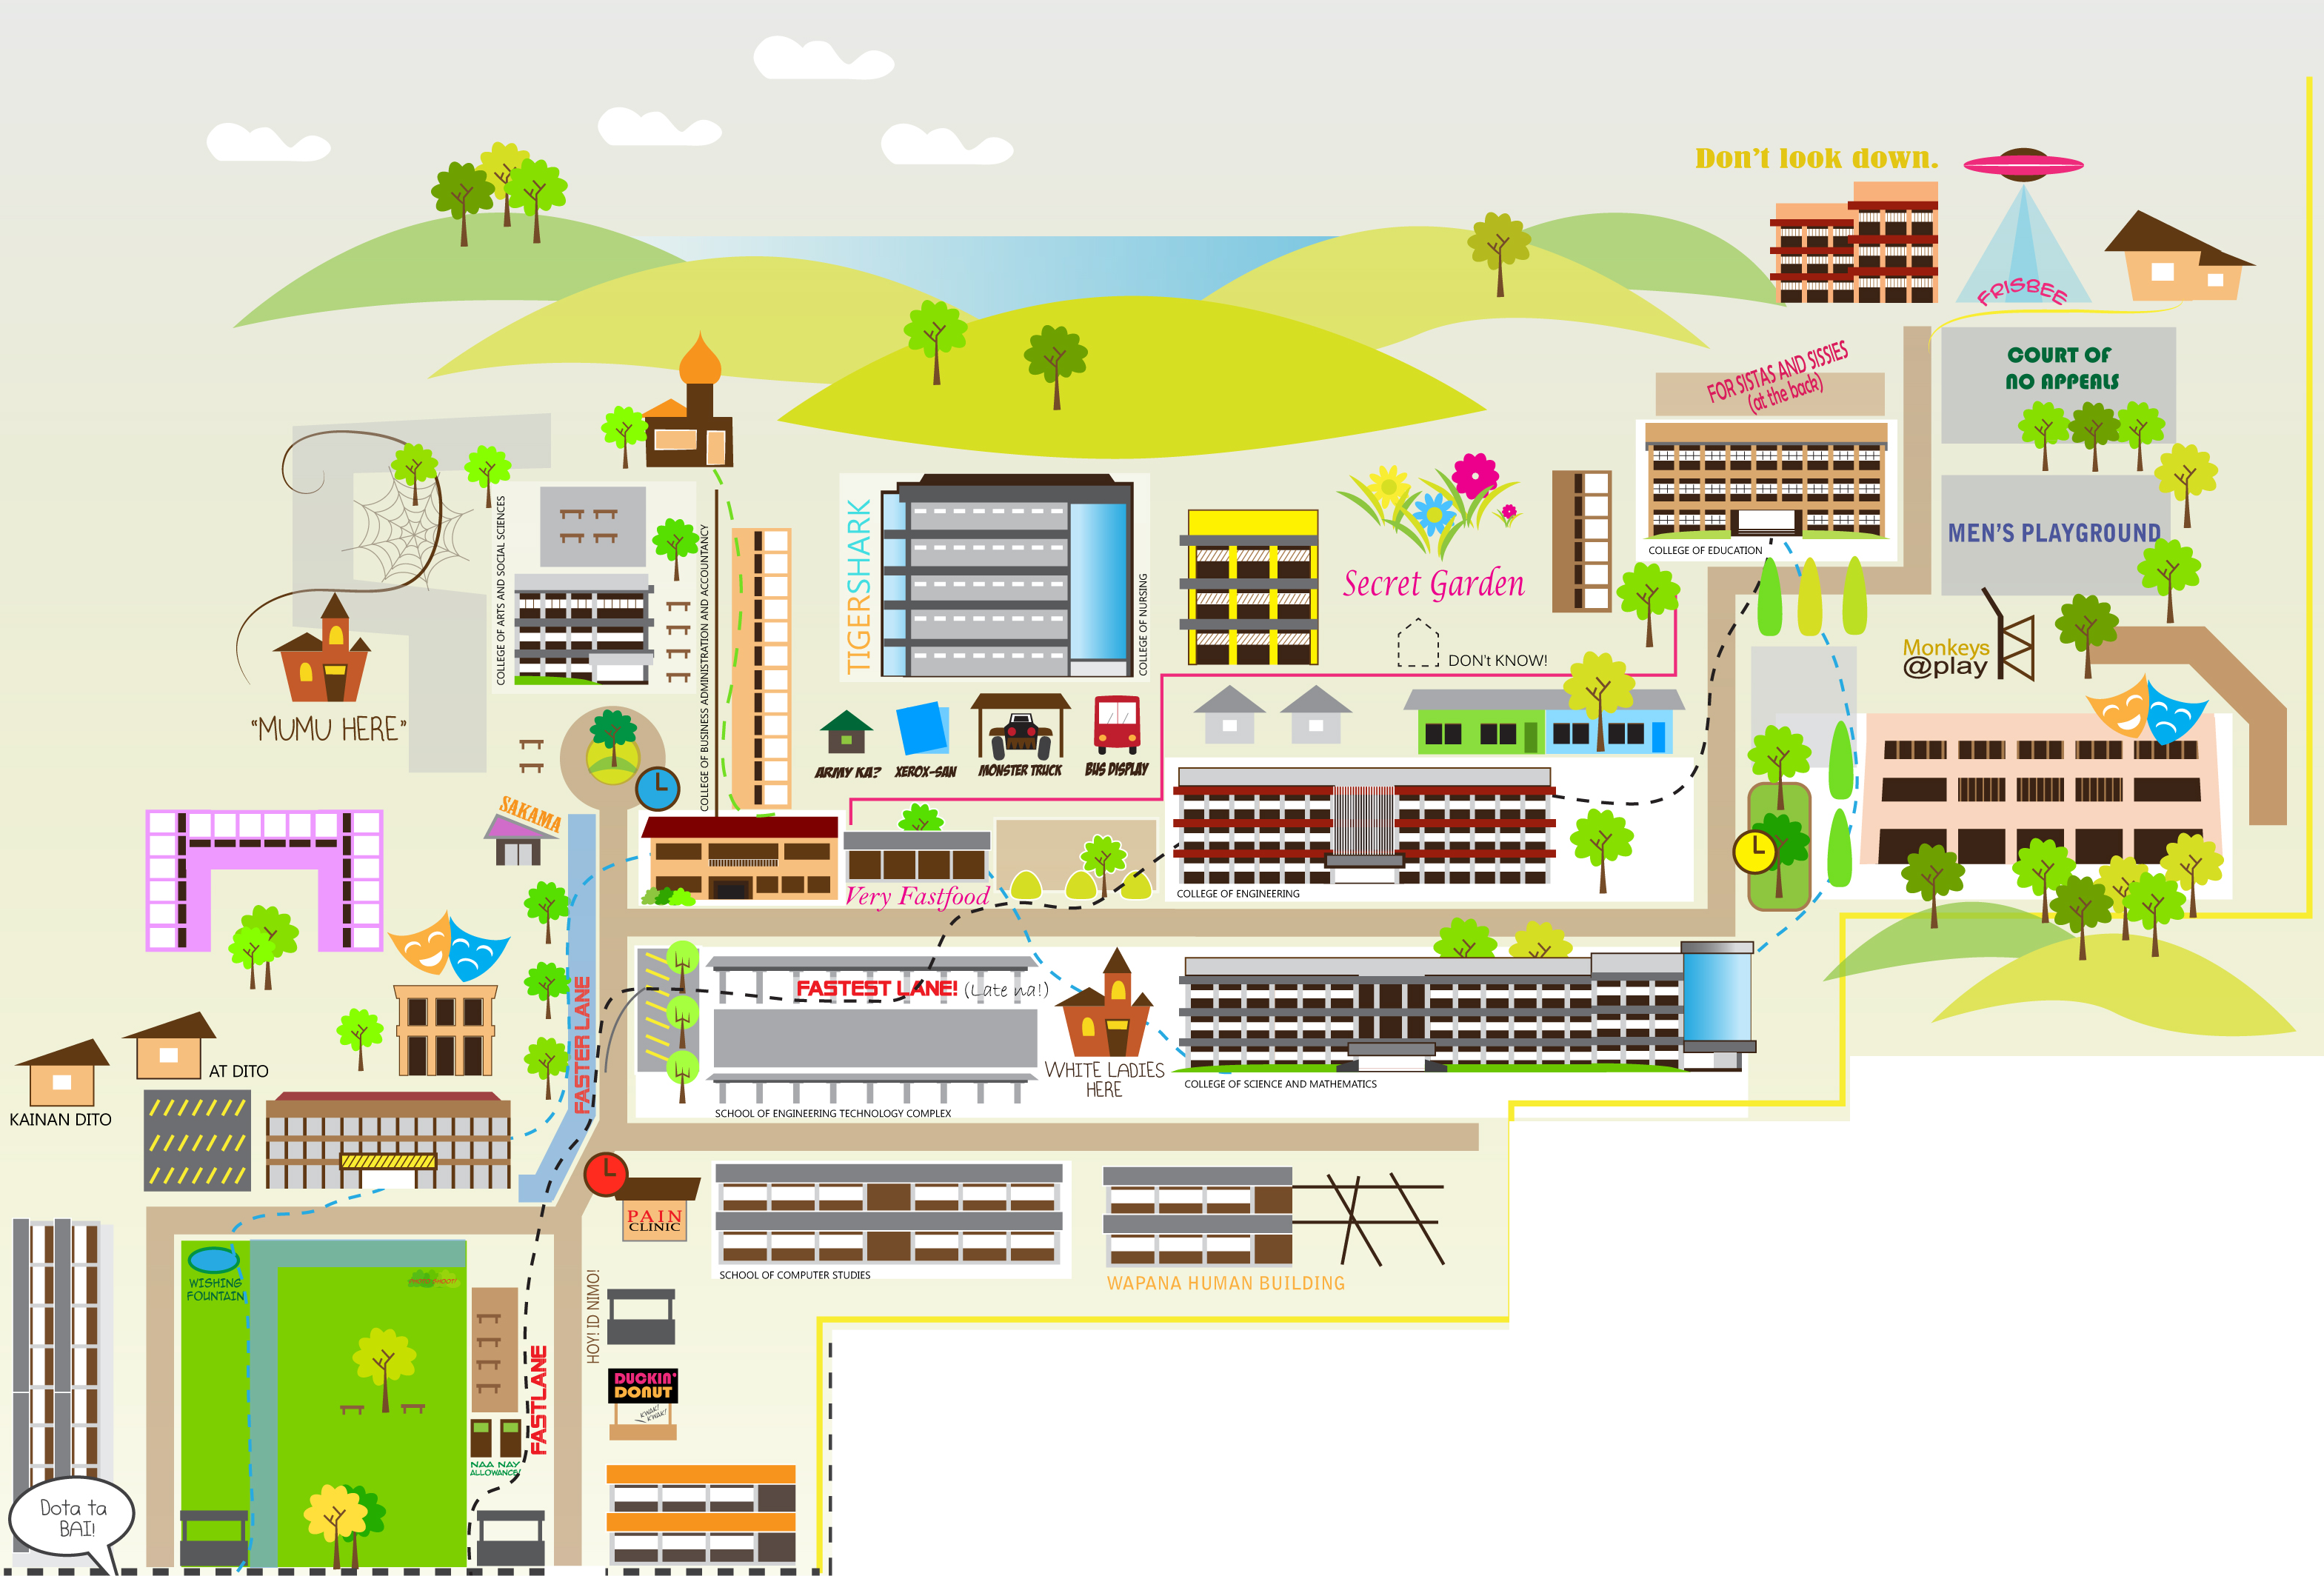 Don't look down.
FRISBEE
FOR SISTAS AND SISSIES
(at the back)
COURT OF
NO APPEALS
COLLEGE OF EDUCATION
MEN'S PLAYGROUND
Monkeys
@play
COLLEGE OF ARTS AND SOCIAL SCIENCES
COLLEGE OF BUSINESS ADMINISTRATION AND ACCOUNTANCY
TIGERSHARK
COLLEGE OF NURSING
Secret Garden
DON't KNOW!
"MUMU HERE"
ARMY KA?
XEROX-SAN
MONSTER TRUCK
BUS DISPLAY
SAKAMA
Very Fastfood
COLLEGE OF ENGINEERING
FASTER LANE
FASTEST LANE! (Late na!)
WHITE LADIES
HERE
COLLEGE OF SCIENCE AND MATHEMATICS
SCHOOL OF ENGINEERING TECHNOLOGY COMPLEX
AT DITO
KAINAN DITO
PAIN
CLINIC
SCHOOL OF COMPUTER STUDIES
WAPANA HUMAN BUILDING
WISHING
FOUNTAIN
PHOTO SHOOT!
HOY! ID NIMO!
FASTLANE
DUCKIN'
DONUT
KWAK!
KWAK!
NAA NAY
ALLOWANCE!
Dota ta
BAI!